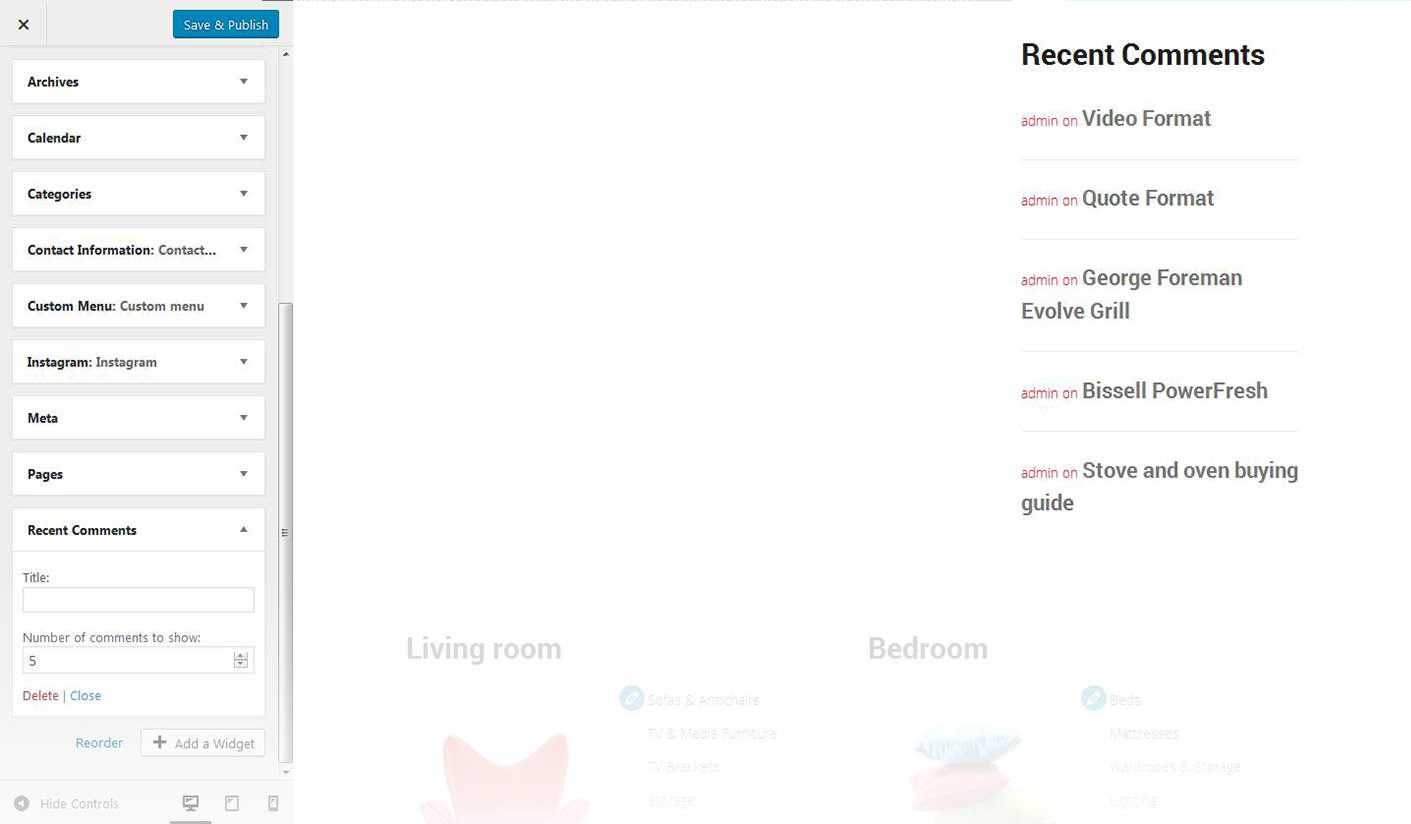 Save & Publish
Archives
Calendar
Categories
Contact Information: Contact...
Custom Menu: Custom menu
Instagram: Instagram
Meta
Pages
Recent Comments
Title:
Number of comments to show:
5
Delete | Close
Reorder
Add a Widget
Hide Controls
Recent Comments
admin on Video Format
admin on Quote Format
admin on George Foreman
Evolve Grill
admin on Bissell PowerFresh
admin on Stove and oven buying
guide
Living room
Sofas & Armchairs
TV & Media Furniture
TV Brackets
Storage
Bedroom
Beds
Mattresses
Wardrobes & Storage
Lighting